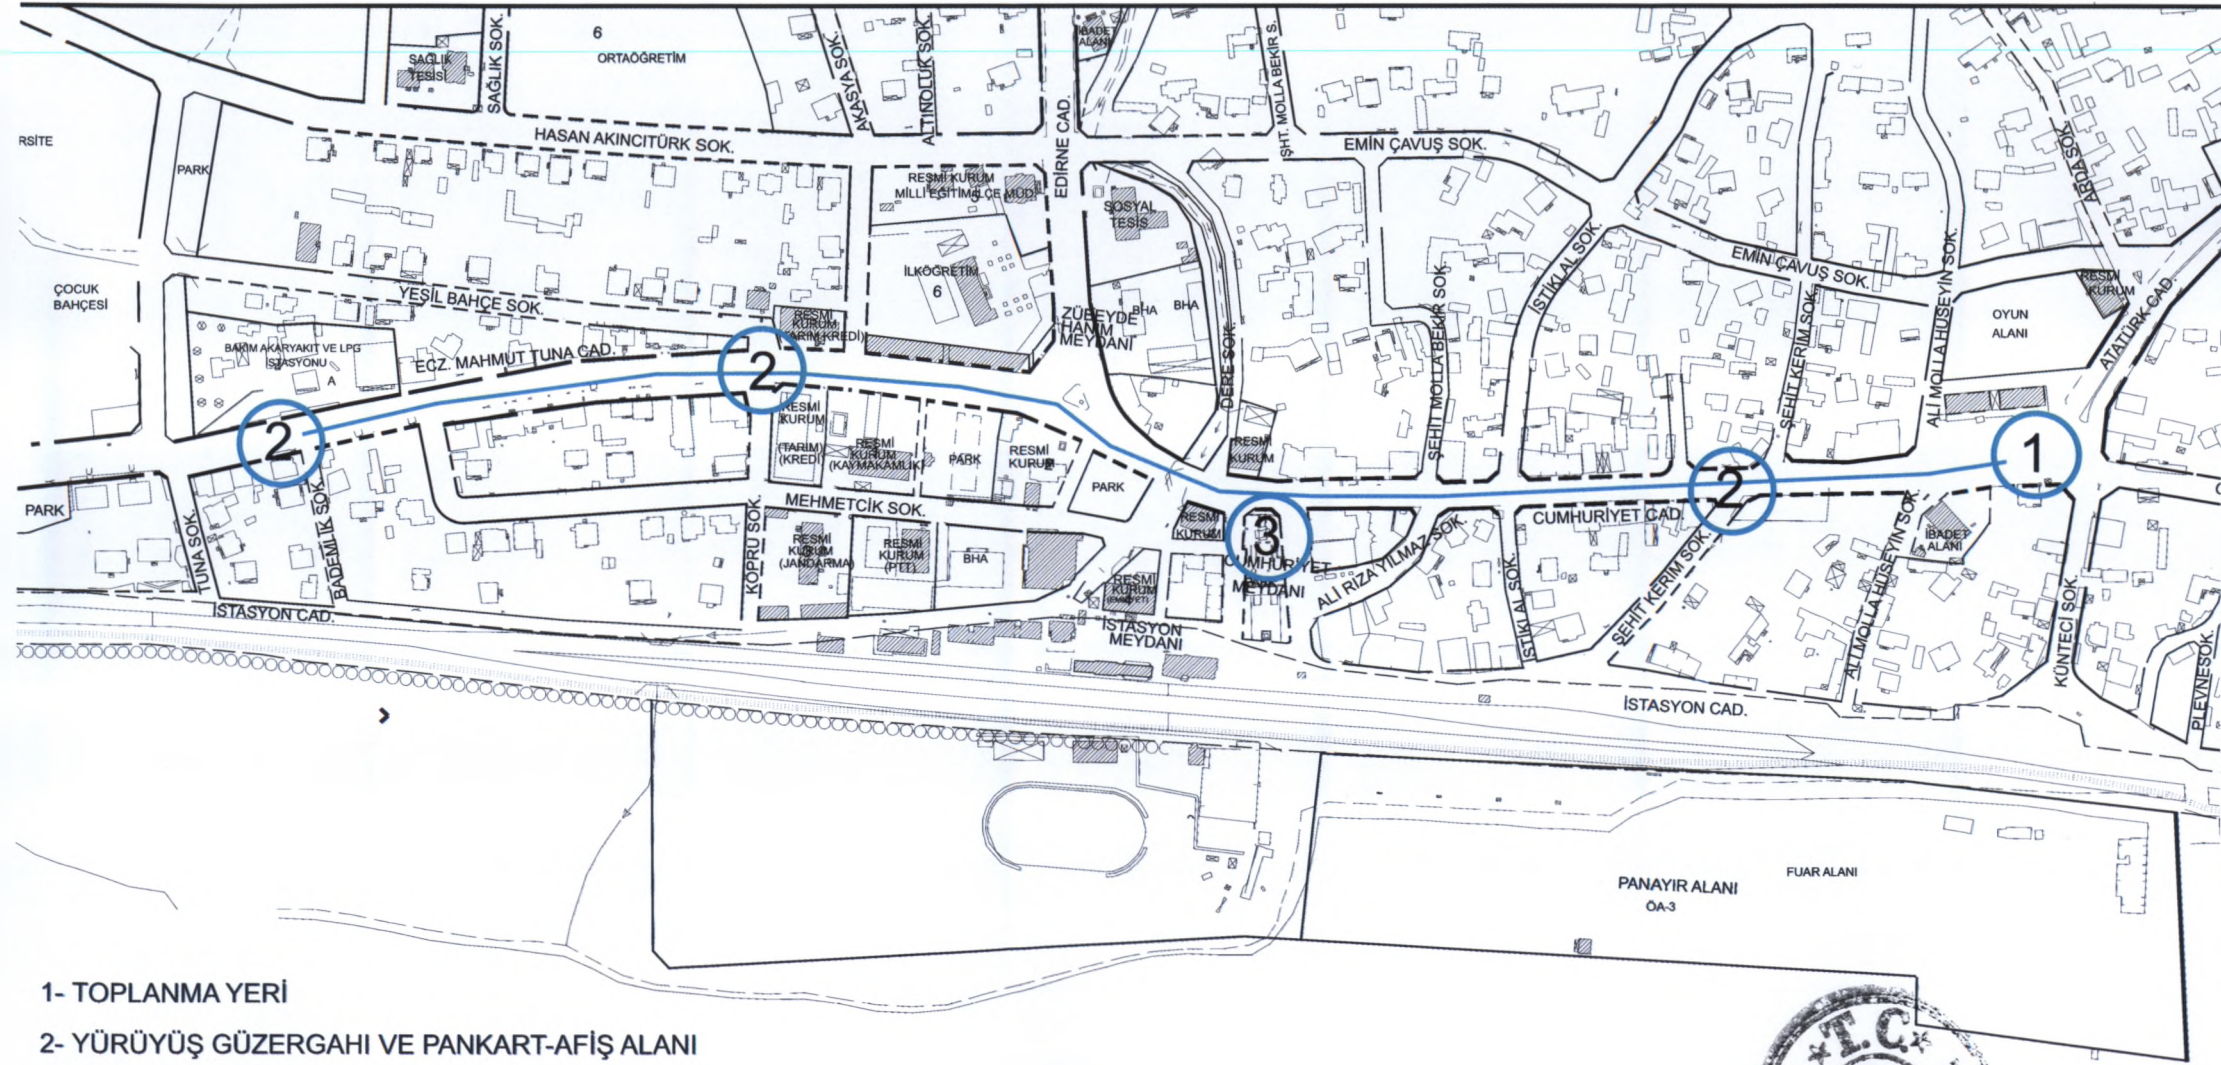 6
ORTAÖĞRETİM
SAĞLIK
TESİSİ
SAĞLIK SOK.
AKASYA SOK.
ALTINOLUK SOK.
EDİRNE CAD.
İBADET
ALANI
ŞHT. MOLLA BEKİR S.
HASAN AKINCITÜRK SOK.
EMİN ÇAVUŞ SOK.
ARDA SOK.
RSİTE
PARK
RESMİ KURUM
MİLLİ EĞİTİM İLÇE MÜD.
SOSYAL
TESİS
İSTİKLAL SOK.
EMİN ÇAVUŞ SOK.
ALİ MOLLA HÜSEYİN SOK.
RESMİ
KURUM
ATATÜRK CAD.
OYUN
ALANI
ÇOCUK
BAHÇESİ
YEŞİL BAHÇE SOK.
İLKÖĞRETİM
6
BHA
BHA
ZÜBEYDE
HANIM
MEYDANI
DERE SOK.
ŞEHİT MOLLA BEKİR SOK.
ŞEHİT KERİM SOK.
RESMİ
KURUM
(TARIM KREDİ)
BAKIM AKARYAKIT VE LPG
İSTASYONU
A
ECZ. MAHMUT TUNA CAD.
2
2
RESMİ
KURUM
(TARIM)
(KREDİ)
RESMİ
KURUM
(KAYMAKAMLIK)
PARK
RESMİ
KURUM
PARK
RESMİ
KURUM
1
2
3
PARK
TUNA SOK.
BADEMLİK SOK.
KÖPRÜ SOK.
MEHMETCİK SOK.
RESMİ
KURUM
(JANDARMA)
RESMİ
KURUM
(PTT)
BHA
RESMİ
KURUM
RESMİ
KURUM
CUMHURİYET
MEYDANI
ALİ RIZA YILMAZ SOK.
CUMHURİYET CAD.
İSTİKLAL SOK.
ŞEHİT KERİM SOK.
ALİ MOLLA HÜSEYİN SOK.
İBADET
ALANI
KÜNTECİ SOK.
PLEVNE SOK.
İSTASYON CAD.
İSTASYON
MEYDANI
İSTASYON CAD.
PANAYIR ALANI
ÖA-3
FUAR ALANI
1- TOPLANMA YERİ
2- YÜRÜYÜŞ GÜZERGAHI VE PANKART-AFİŞ ALANI
T.C.